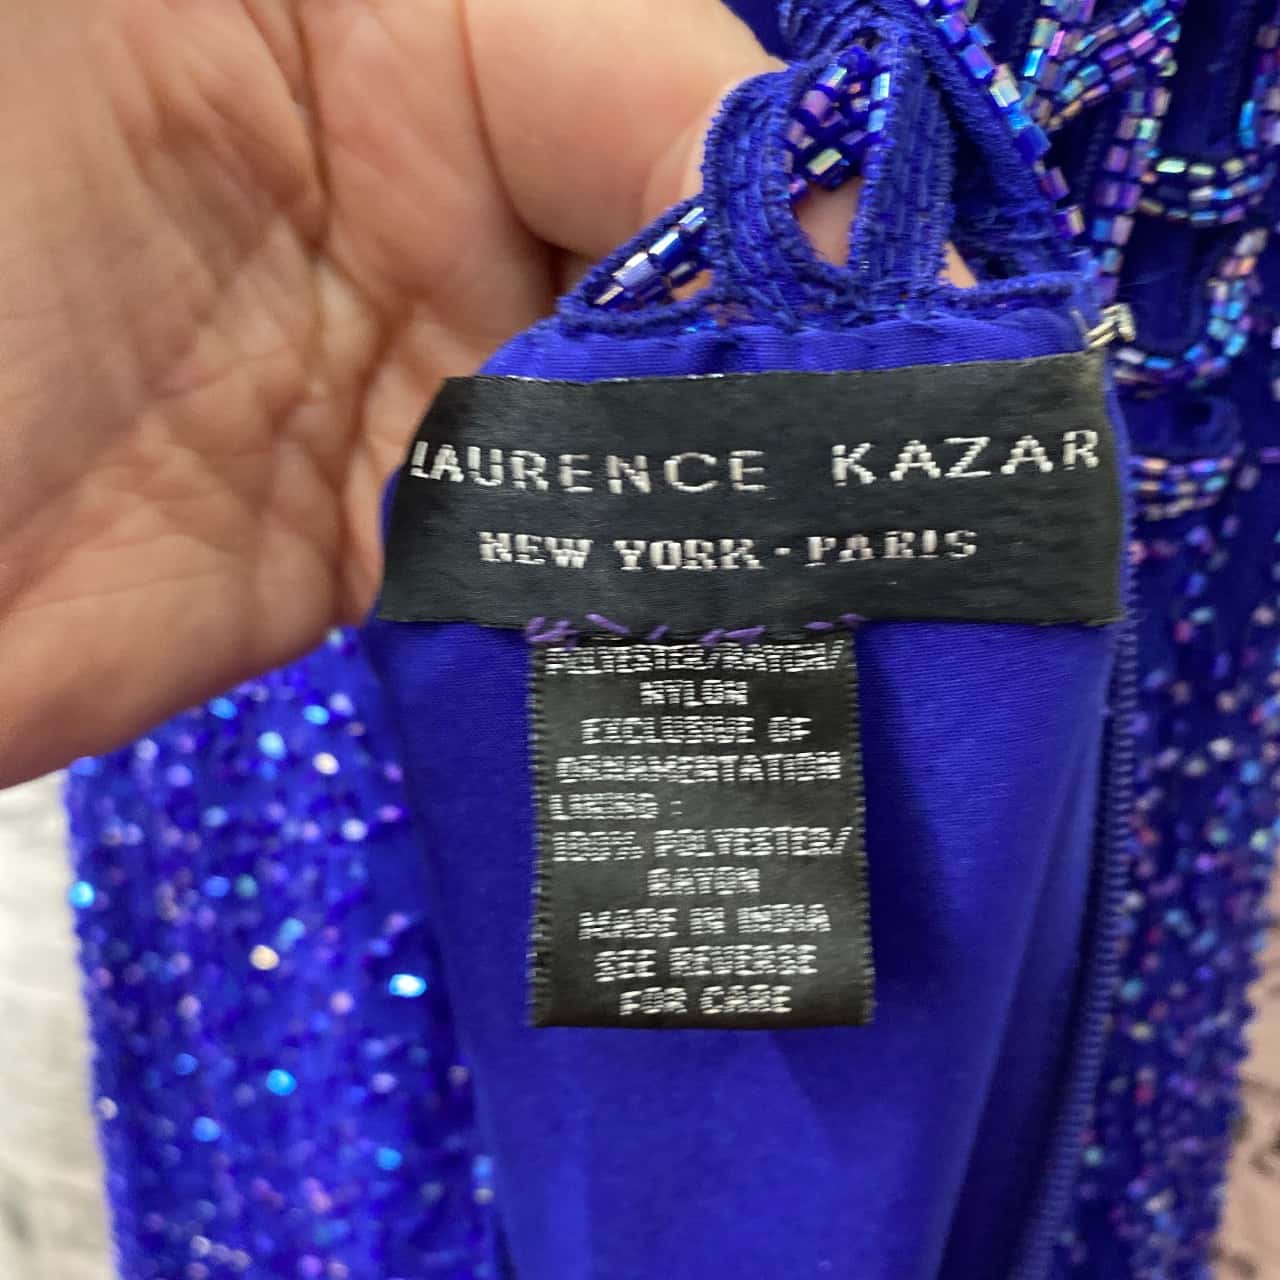 LAURENCE KAZAR
NEW YORK - PARIS
POLYESTER/RAYON/
NYLON
EXCLUSIVE OF
ORNAMENTATION
LINING :
100% POLYESTER/
RAYON
MADE IN INDIA
SEE REVERSE
FOR CARE